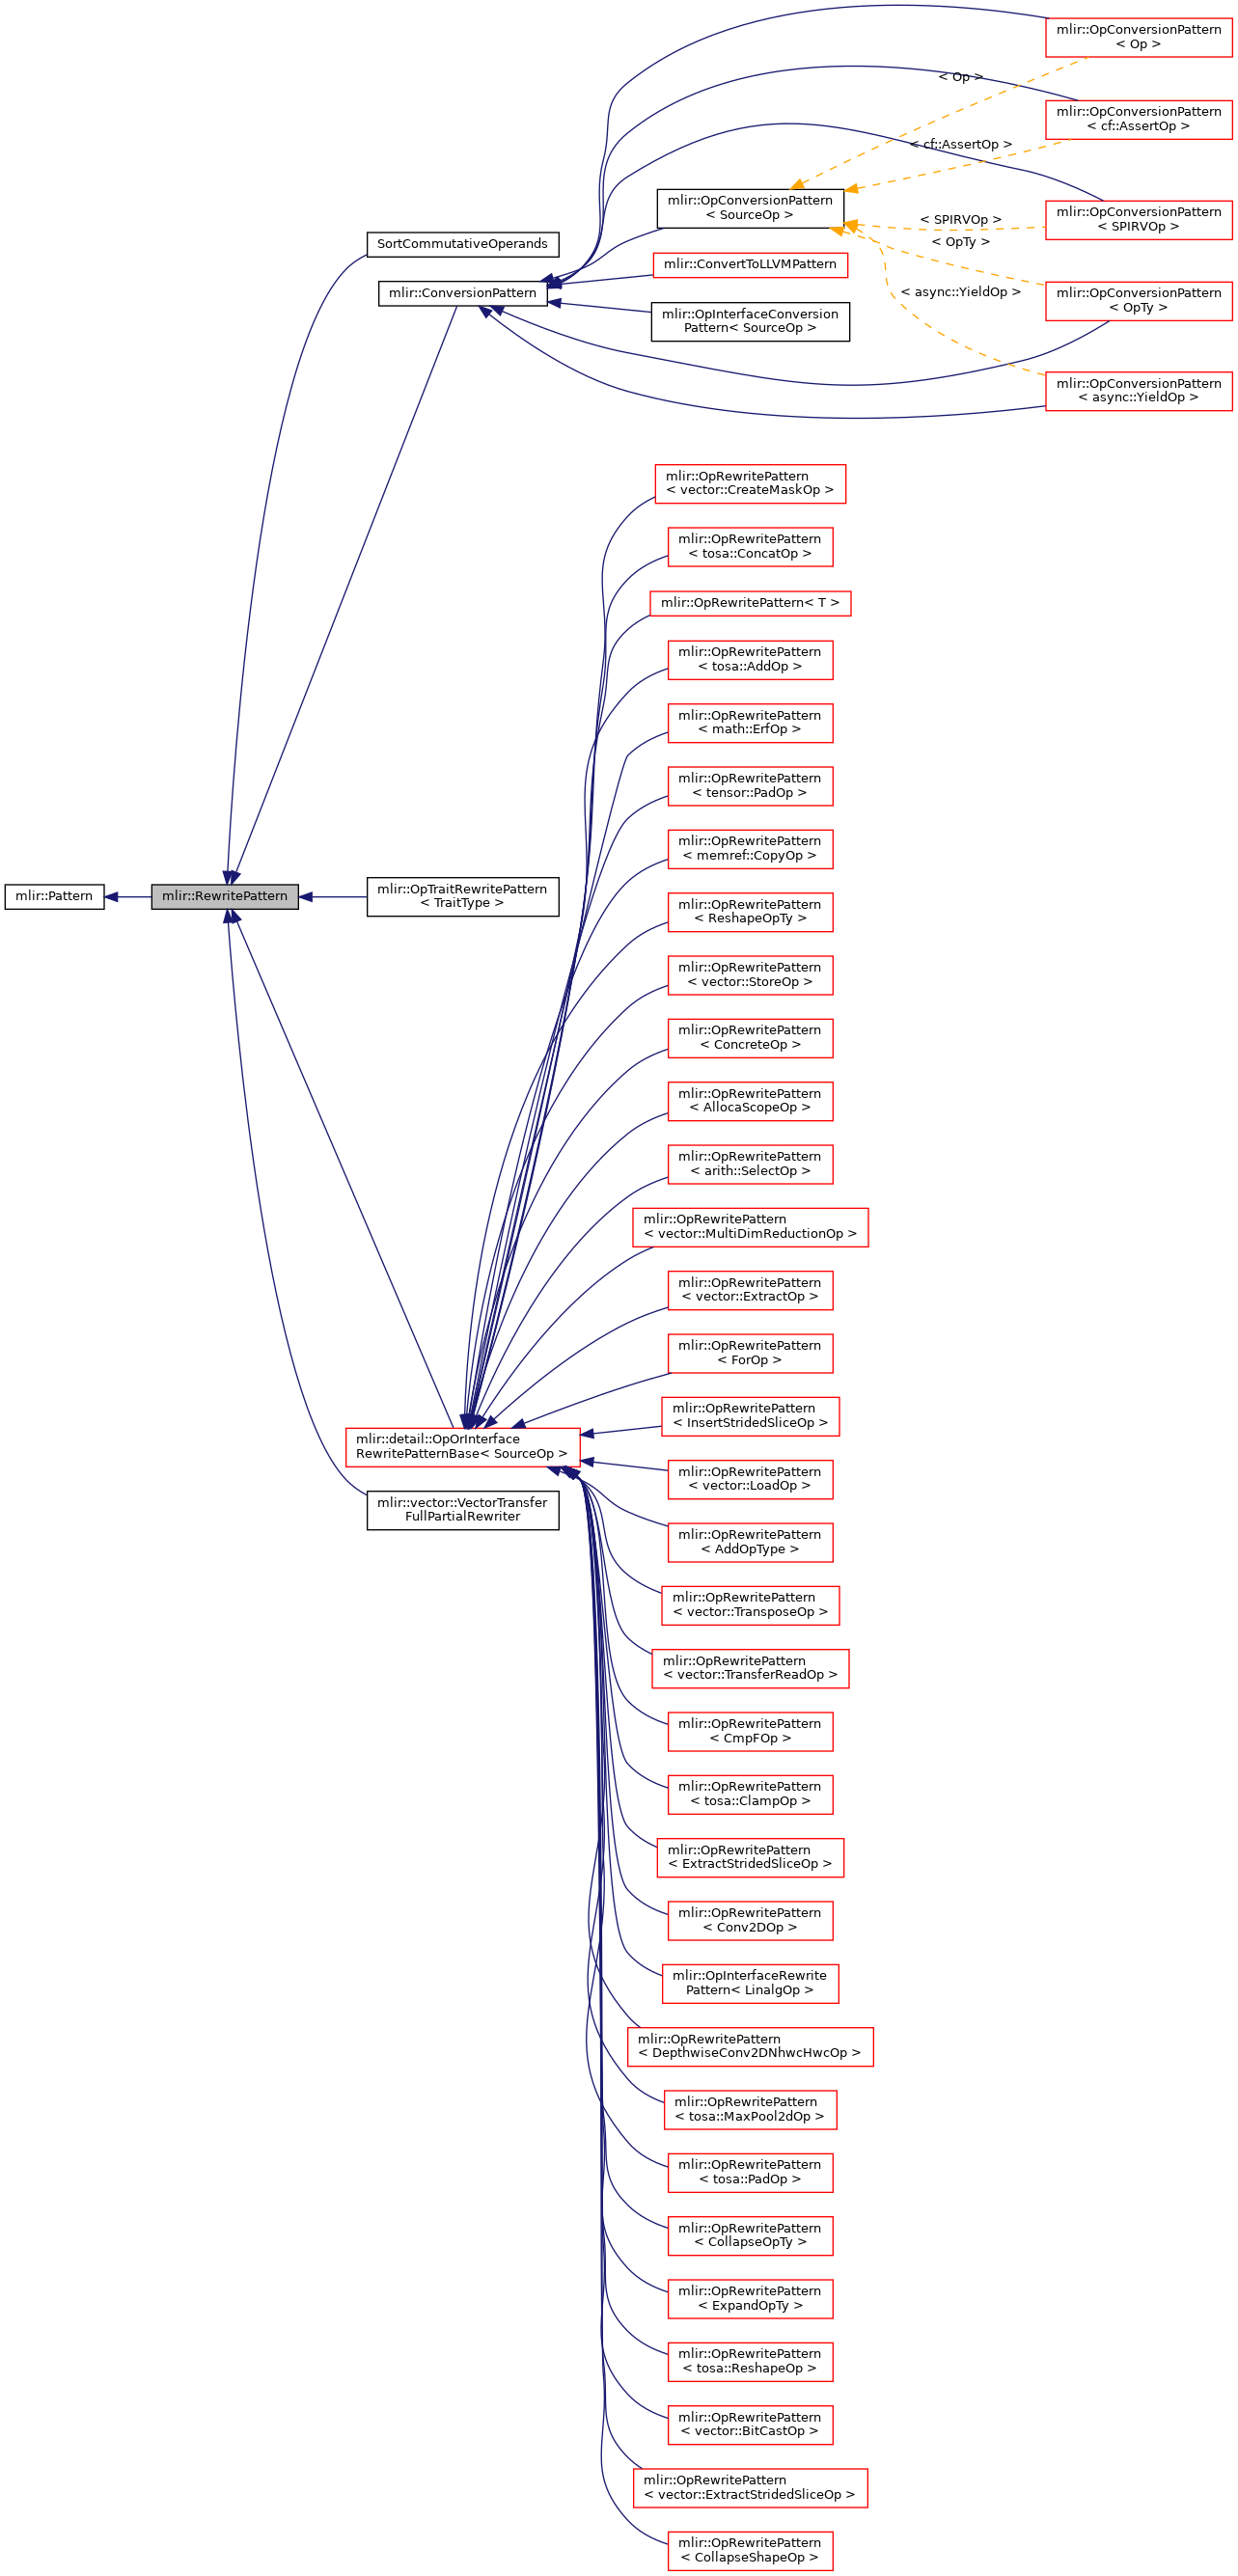 mlir::OpConversionPattern
< Op >
< Op >
mlir::OpConversionPattern
< cf::AssertOp >
< cf::AssertOp >
mlir::OpConversionPattern
< SourceOp >
mlir::OpConversionPattern
< SPIRVOp >
< SPIRVOp >
SortCommutativeOperands
< OpTy >
mlir::ConvertToLLVMPattern
mlir::ConversionPattern
< async::YieldOp >
mlir::OpConversionPattern
< OpTy >
mlir::OpInterfaceConversion
Pattern< SourceOp >
mlir::OpConversionPattern
< async::YieldOp >
mlir::OpRewritePattern
< vector::CreateMaskOp >
mlir::OpRewritePattern
< tosa::ConcatOp >
mlir::OpRewritePattern< T >
mlir::OpRewritePattern
< tosa::AddOp >
mlir::OpRewritePattern
< math::ErfOp >
mlir::OpRewritePattern
< tensor::PadOp >
mlir::OpRewritePattern
< memref::CopyOp >
mlir::Pattern
mlir::RewritePattern
mlir::OpTraitRewritePattern
< TraitType >
mlir::OpRewritePattern
< ReshapeOpTy >
mlir::OpRewritePattern
< vector::StoreOp >
mlir::OpRewritePattern
< ConcreteOp >
mlir::OpRewritePattern
< AllocaScopeOp >
mlir::OpRewritePattern
< arith::SelectOp >
mlir::OpRewritePattern
< vector::MultiDimReductionOp >
mlir::OpRewritePattern
< vector::ExtractOp >
mlir::OpRewritePattern
< ForOp >
mlir::OpRewritePattern
< InsertStridedSliceOp >
mlir::detail::OpOrInterface
RewritePatternBase< SourceOp >
mlir::OpRewritePattern
< vector::LoadOp >
mlir::vector::VectorTransfer
FullPartialRewriter
mlir::OpRewritePattern
< AddOpType >
mlir::OpRewritePattern
< vector::TransposeOp >
mlir::OpRewritePattern
< vector::TransferReadOp >
mlir::OpRewritePattern
< CmpFOp >
mlir::OpRewritePattern
< tosa::ClampOp >
mlir::OpRewritePattern
< ExtractStridedSliceOp >
mlir::OpRewritePattern
< Conv2DOp >
mlir::OpInterfaceRewrite
Pattern< LinalgOp >
mlir::OpRewritePattern
< DepthwiseConv2DNhwcHwcOp >
mlir::OpRewritePattern
< tosa::MaxPool2dOp >
mlir::OpRewritePattern
< tosa::PadOp >
mlir::OpRewritePattern
< CollapseOpTy >
mlir::OpRewritePattern
< ExpandOpTy >
mlir::OpRewritePattern
< tosa::ReshapeOp >
mlir::OpRewritePattern
< vector::BitCastOp >
mlir::OpRewritePattern
< vector::ExtractStridedSliceOp >
mlir::OpRewritePattern
< CollapseShapeOp >